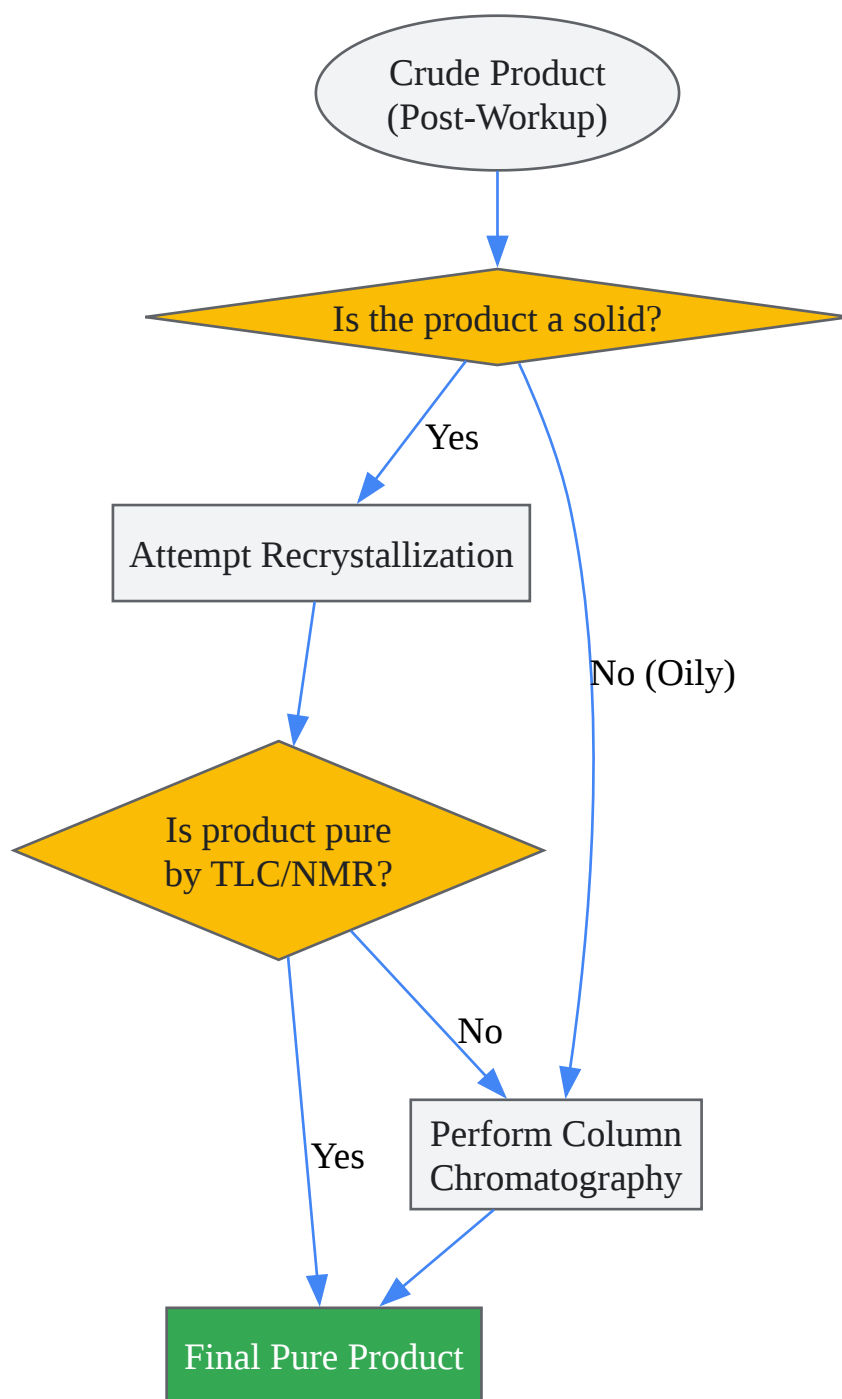 Crude Product
(Post-Workup)
Is the product a solid?
Yes
Attempt Recrystallization
No (Oily)
Is product pure
by TLC/NMR?
No
Perform Column
Chromatography
Yes
Final Pure Product